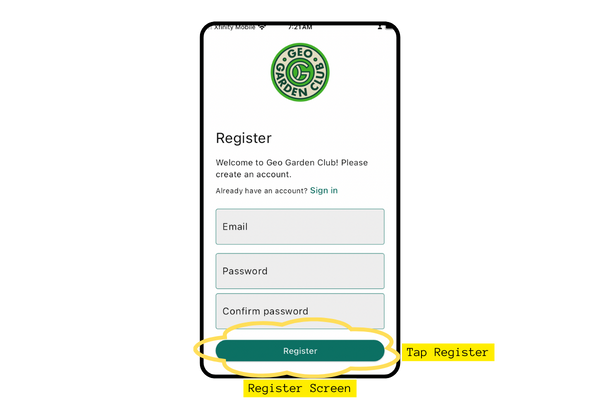 Xfinity Mobile 7:21 AM
GEO
GARDEN CLUB
GG
Register
Welcome to Geo Garden Club! Please
create an account.
Already have an account? Sign in
Email
Password
Confirm password
Register
Tap Register
Register Screen